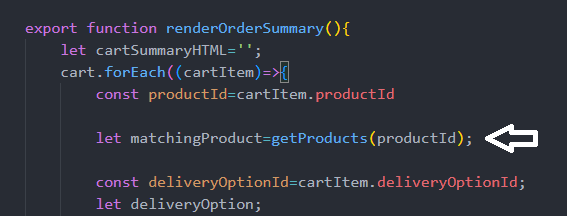 export function renderOrderSummary(){
let cartSummaryHTML='';
cart.forEach((cartItem)=>{
const productId=cartItem.productId
let matchingProduct=getProducts(productId);
const deliveryOptionId=cartItem.deliveryOptionId;
let deliveryOption;